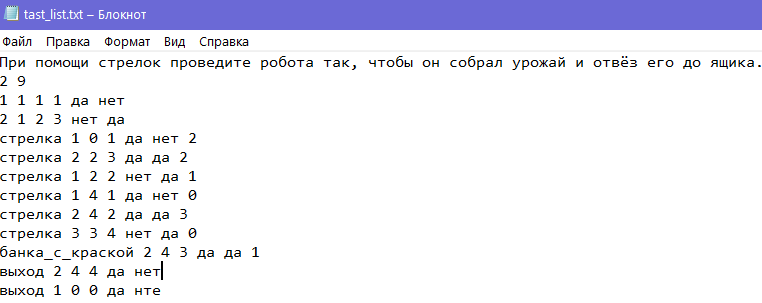 tast_list.txt – Блокнот
Файл Правка Формат Вид Справка
При помощи стрелок проведите робота так, чтобы он собрал урожай и отвёз его до ящика.
2 9
1 1 1 1 да нет
2 1 2 3 нет да
стрелка 1 0 1 да нет 2
стрелка 2 2 3 да да 2
стрелка 1 2 2 нет да 1
стрелка 1 4 1 да нет 0
стрелка 2 4 2 да да 3
стрелка 3 3 4 нет да 0
банка_с_краской 2 4 3 да да 1
выход 2 4 4 да нет
выход 1 0 0 да нте